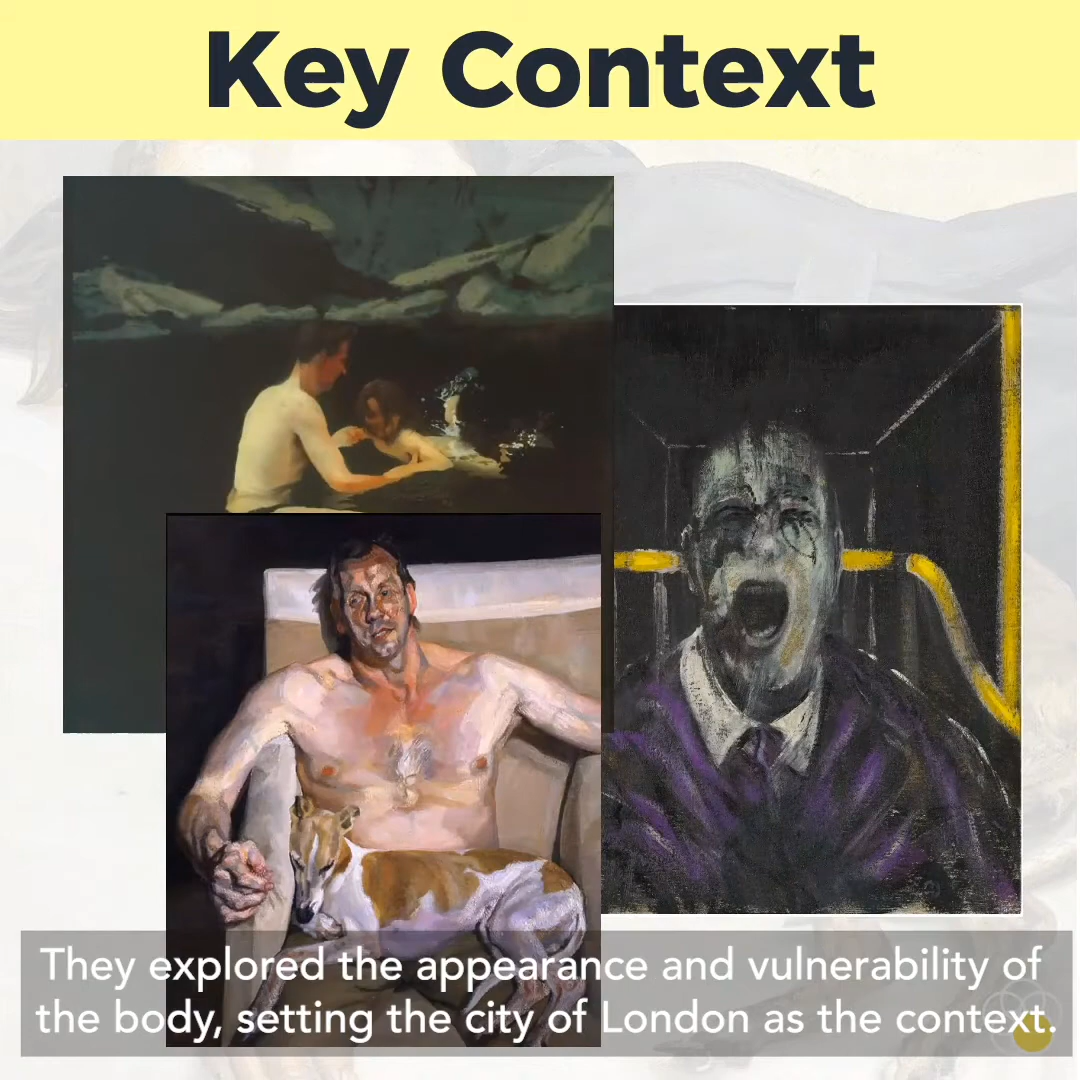 Key Context
They explored the appearance and vulnerability of
the body, setting the city of London as the context.